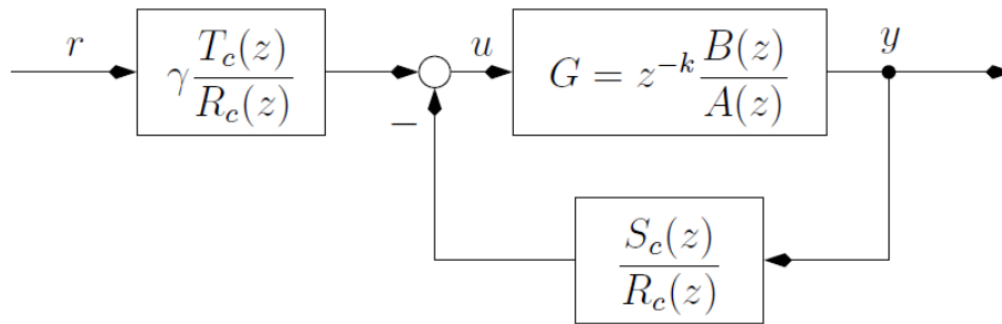 r
γ T_c(z) / R_c(z)
−
u
G = z^{-k} B(z) / A(z)
y
S_c(z) / R_c(z)